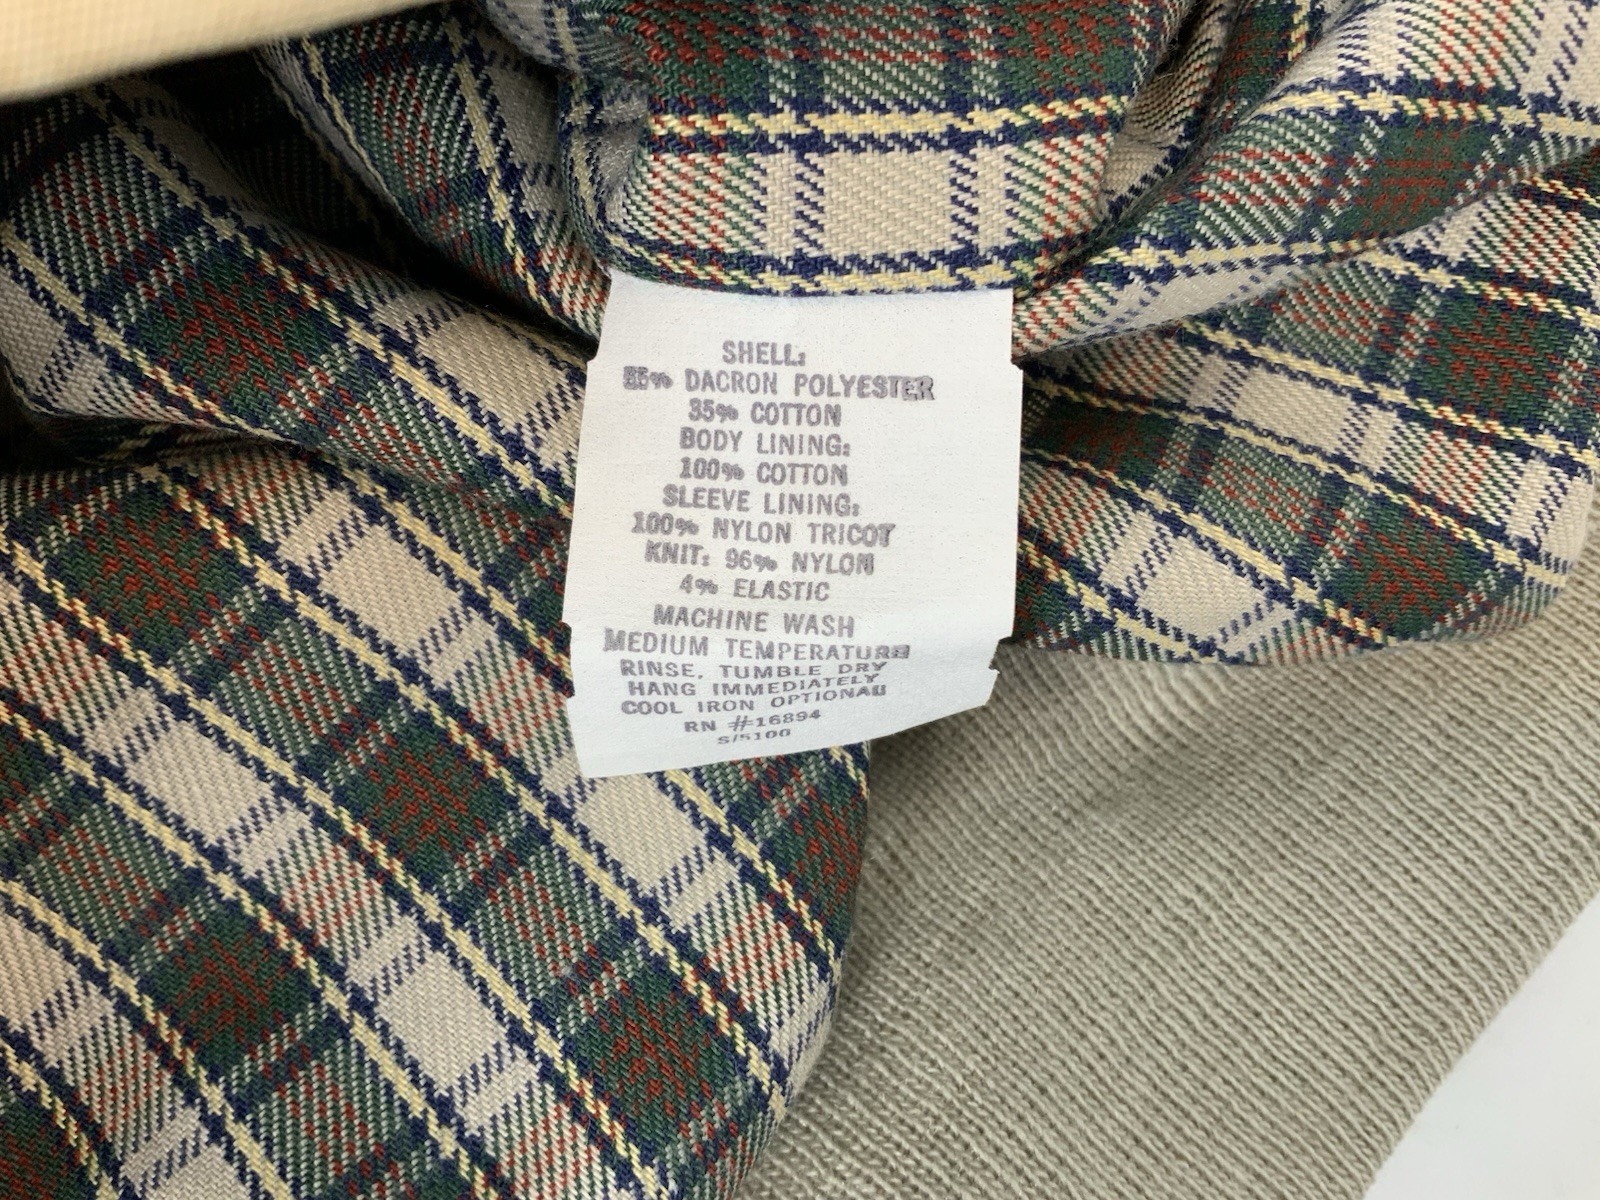 SHELL:
DACRON POLYESTER
35% COTTON
BODY LINING:
100% COTTON
SLEEVE LINING:
100% NYLON TRICOT
KNIT: 96% NYLON
4% ELASTIC
MACHINE WASH
MEDIUM TEMPERATURE
RINSE, TUMBLE DRY
HANG IMMEDIATELY
COOL IRON OPTIONAL
RN #16894
S/5100